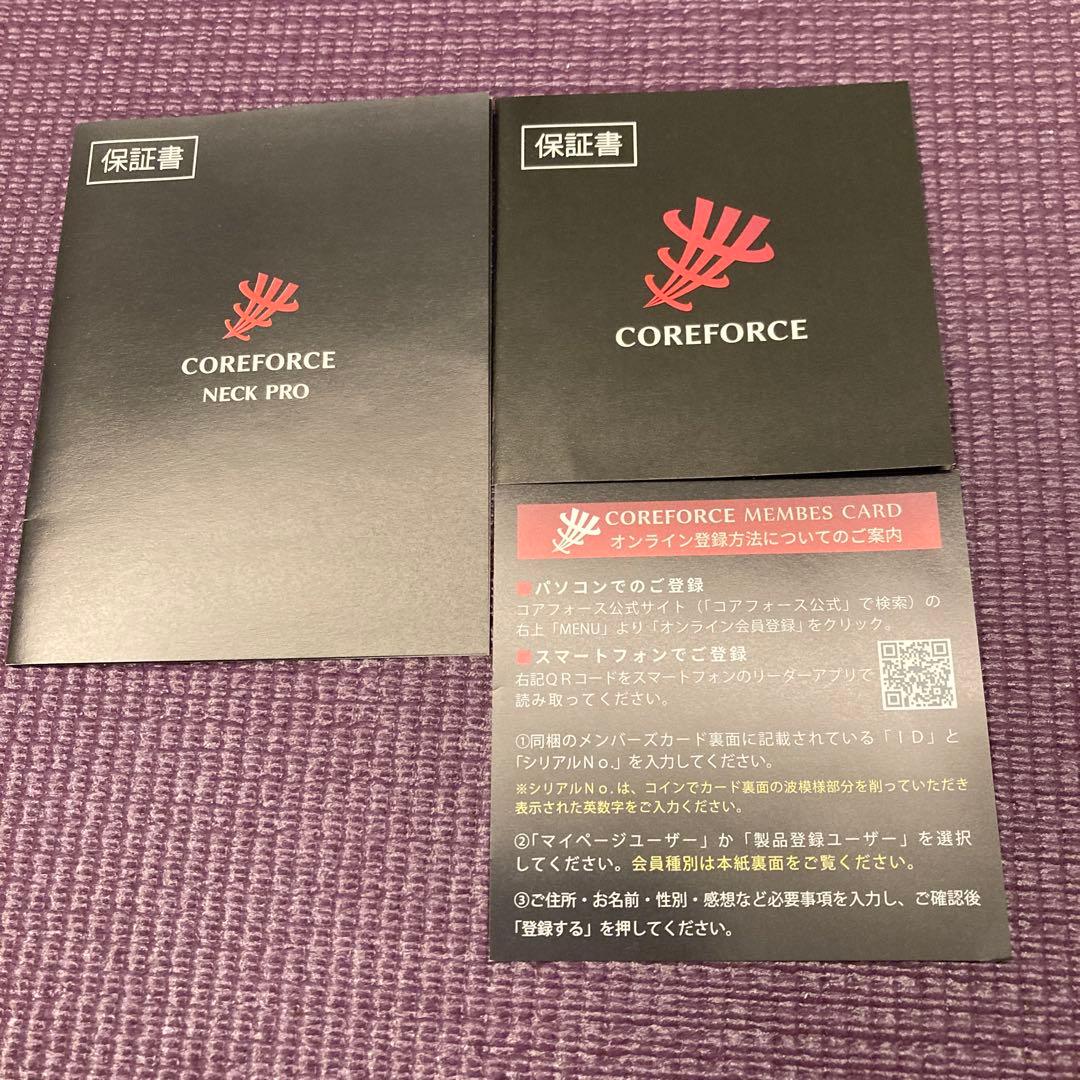 保証書
COREFORCE
NECK PRO
保証書
COREFORCE
COREFORCE MEMBES CARD
オンライン登録方法についてのご案内
■パソコンでのご登録
コアフォース公式サイト（「コアフォース公式」で検索）の
右上「MENU」より「オンライン会員登録」をクリック。
■スマートフォンでご登録
右記ＱＲコードをスマートフォンのリーダーアプリで
読み取ってください。
①同梱のメンバーズカード裏面に記載されている「ＩＤ」と
「シリアルＮｏ.」を入力してください。
※シリアルＮｏ.は、コインでカード裏面の波模様部分を削っていただき
表示された英数字をご入力ください。
②「マイページユーザー」か「製品登録ユーザー」を選択
してください。会員種別は本紙裏面をご覧ください。
③ご住所・お名前・性別・感想など必要事項を入力し、ご確認後
「登録する」を押してください。